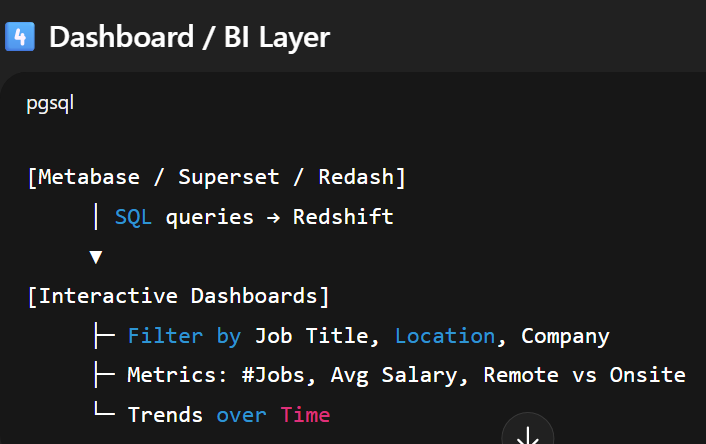 4 Dashboard / BI Layer
pgsql
[Metabase / Superset / Redash]
│ SQL queries → Redshift
▼
[Interactive Dashboards]
├─ Filter by Job Title, Location, Company
├─ Metrics: #Jobs, Avg Salary, Remote vs Onsite
└─ Trends over Time